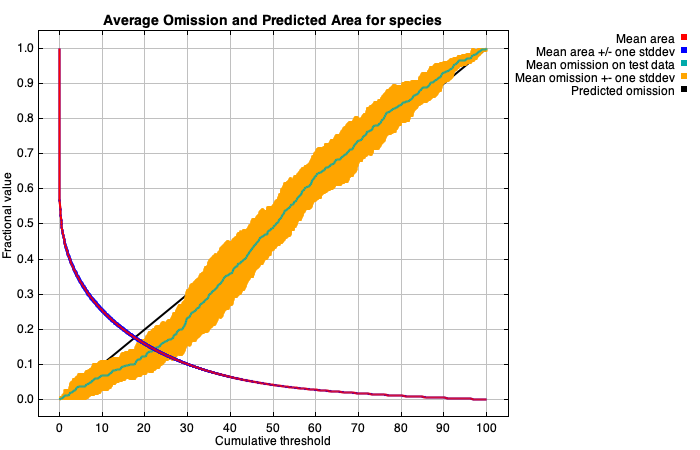 Average Omission and Predicted Area for species
Mean area
Mean area +/- one stddev
Mean omission on test data
Mean omission +- one stddev
Predicted omission
Fractional value
1.0
0.9
0.8
0.7
0.6
0.5
0.4
0.3
0.2
0.1
0.0
0 10 20 30 40 50 60 70 80 90 100
Cumulative threshold